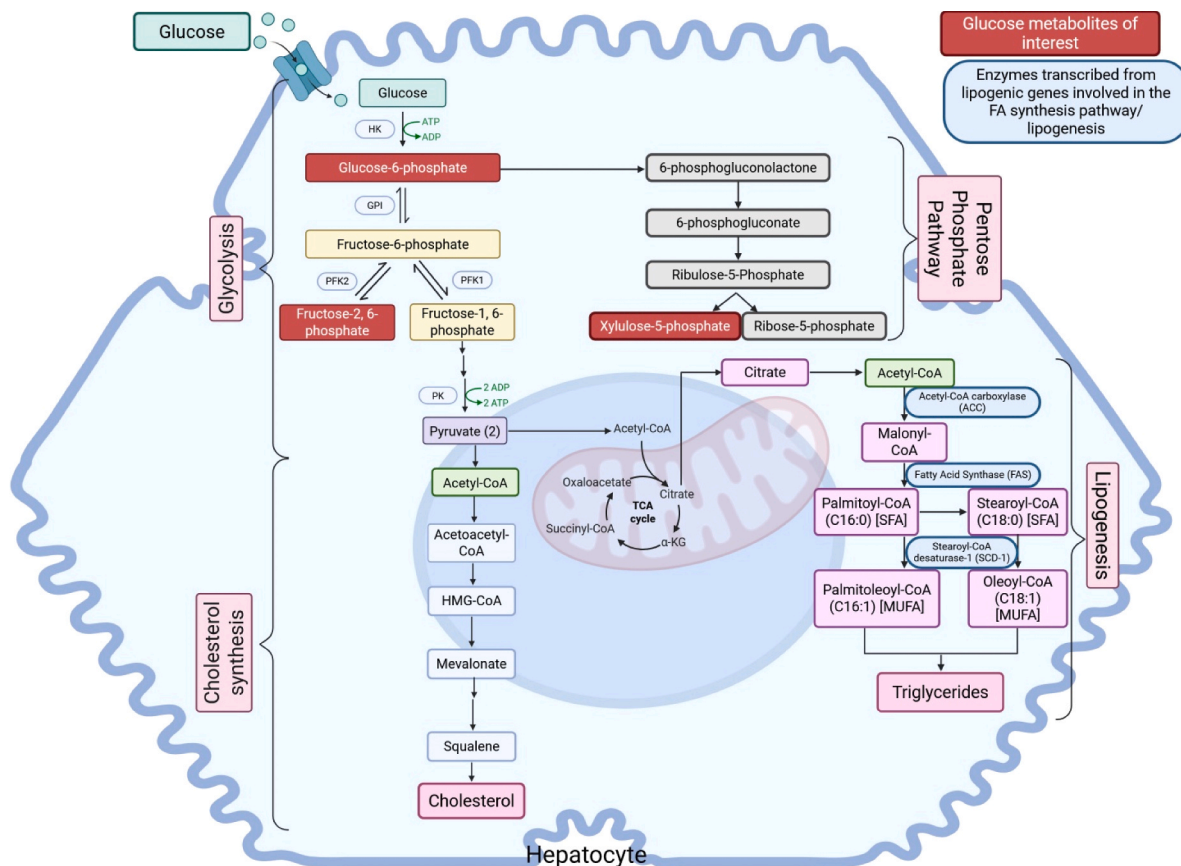 Glucose
Glucose metabolites of
interest
Enzymes transcribed from
lipogenic genes involved in the
FA synthesis pathway/
lipogenesis
Glucose
HK
ATP
ADP
Glucose-6-phosphate
GPI
Fructose-6-phosphate
PFK2
PFK1
Fructose-2, 6-
phosphate
Fructose-1, 6-
phosphate
PK
2 ADP
2 ATP
Pyruvate (2)
Glycolysis
6-phosphogluconolactone
6-phosphogluconate
Ribulose-5-Phosphate
Xylulose-5-phosphate
Ribose-5-phosphate
Pentose
Phosphate
Pathway
Acetyl-CoA
Oxaloacetate
Citrate
TCA
cycle
Succinyl-CoA
α-KG
Citrate
Acetyl-CoA
Acetyl-CoA carboxylase
(ACC)
Malonyl-
CoA
Fatty Acid Synthase (FAS)
Palmitoyl-CoA
(C16:0) [SFA]
Stearoyl-CoA
(C18:0) [SFA]
Stearoyl-CoA
desaturase-1 (SCD-1)
Palmitoleoyl-CoA
(C16:1) [MUFA]
Oleoyl-CoA
(C18:1)
[MUFA]
Triglycerides
Lipogenesis
Acetyl-CoA
Acetoacetyl-
CoA
HMG-CoA
Mevalonate
Squalene
Cholesterol
Cholesterol
synthesis
Hepatocyte